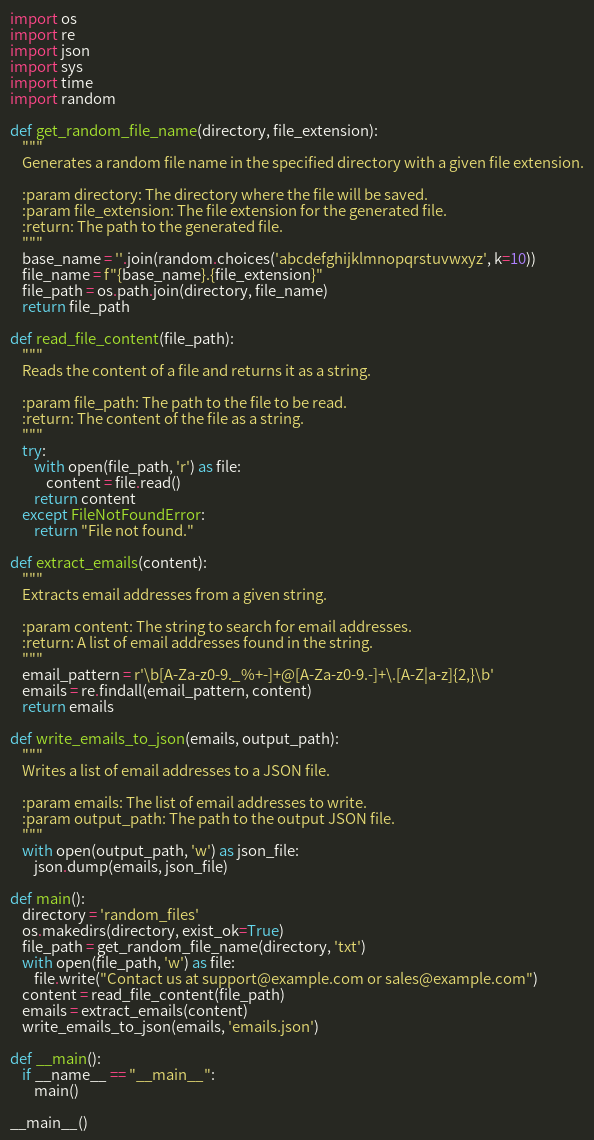 import os
import re
import json
import sys
import time
import random

def get_random_file_name(directory, file_extension):
    """
    Generates a random file name in the specified directory with a given file extension.

    :param directory: The directory where the file will be saved.
    :param file_extension: The file extension for the generated file.
    :return: The path to the generated file.
    """
    base_name = ''.join(random.choices('abcdefghijklmnopqrstuvwxyz', k=10))
    file_name = f"{base_name}.{file_extension}"
    file_path = os.path.join(directory, file_name)
    return file_path

def read_file_content(file_path):
    """
    Reads the content of a file and returns it as a string.

    :param file_path: The path to the file to be read.
    :return: The content of the file as a string.
    """
    try:
        with open(file_path, 'r') as file:
            content = file.read()
        return content
    except FileNotFoundError:
        return "File not found."

def extract_emails(content):
    """
    Extracts email addresses from a given string.

    :param content: The string to search for email addresses.
    :return: A list of email addresses found in the string.
    """
    email_pattern = r'\b[A-Za-z0-9._%+-]+@[A-Za-z0-9.-]+\.[A-Z|a-z]{2,}\b'
    emails = re.findall(email_pattern, content)
    return emails

def write_emails_to_json(emails, output_path):
    """
    Writes a list of email addresses to a JSON file.

    :param emails: The list of email addresses to write.
    :param output_path: The path to the output JSON file.
    """
    with open(output_path, 'w') as json_file:
        json.dump(emails, json_file)

def main():
    directory = 'random_files'
    os.makedirs(directory, exist_ok=True)
    file_path = get_random_file_name(directory, 'txt')
    with open(file_path, 'w') as file:
        file.write("Contact us at support@example.com or sales@example.com")
    content = read_file_content(file_path)
    emails = extract_emails(content)
    write_emails_to_json(emails, 'emails.json')

def __main():
    if __name__ == "__main__":
        main()

__main__()